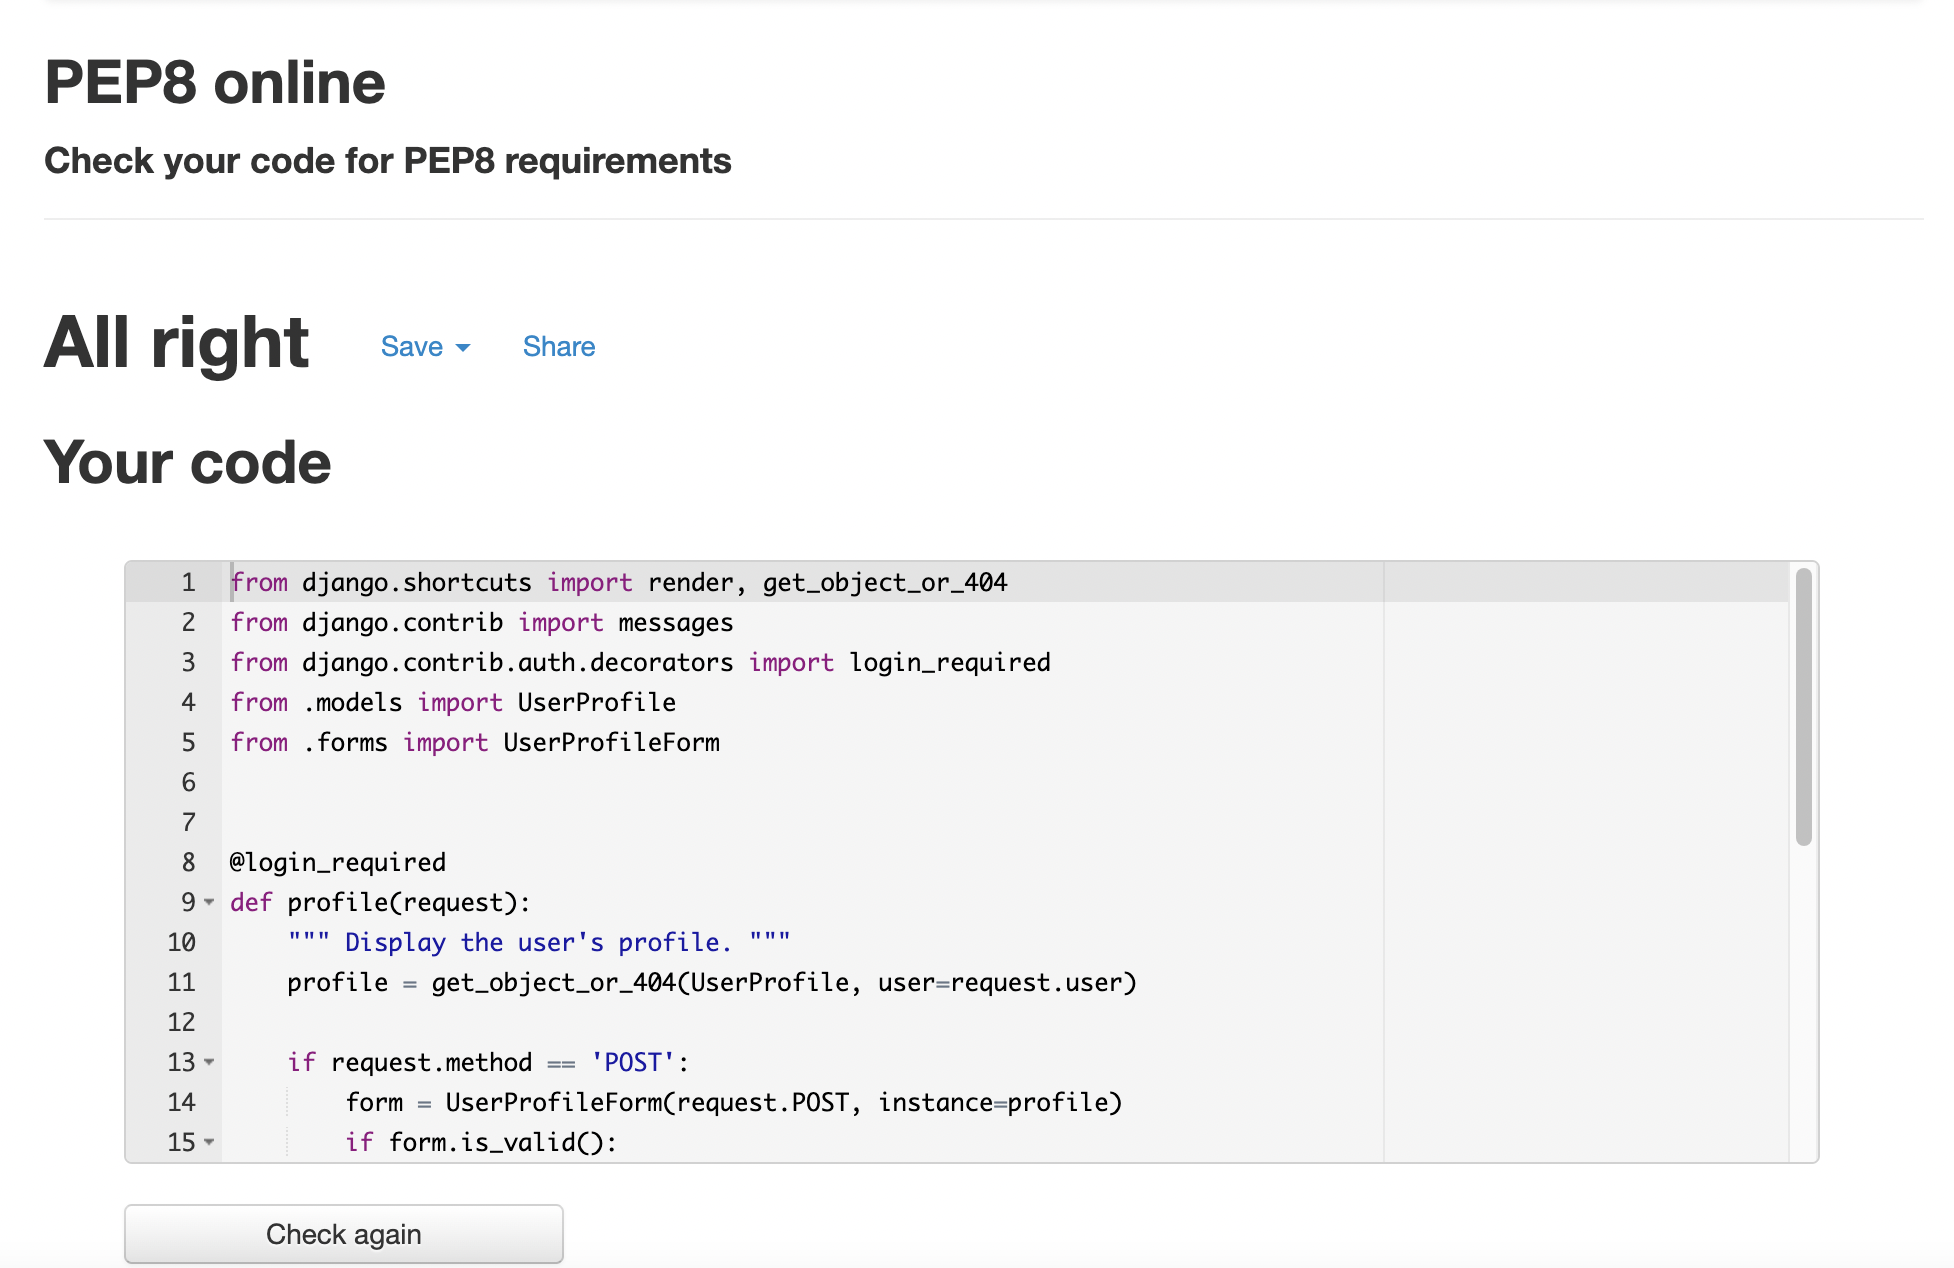 PEP8 online
Check your code for PEP8 requirements
All right Save Share
Your code
1 from django.shortcuts import render, get_object_or_404
2 from django.contrib import messages
3 from django.contrib.auth.decorators import login_required
4 from .models import UserProfile
5 from .forms import UserProfileForm
6
7
8 @login_required
9 def profile(request):
10     """ Display the user's profile. """
11     profile = get_object_or_404(UserProfile, user=request.user)
12
13     if request.method == 'POST':
14         form = UserProfileForm(request.POST, instance=profile)
15         if form.is_valid():
Check again